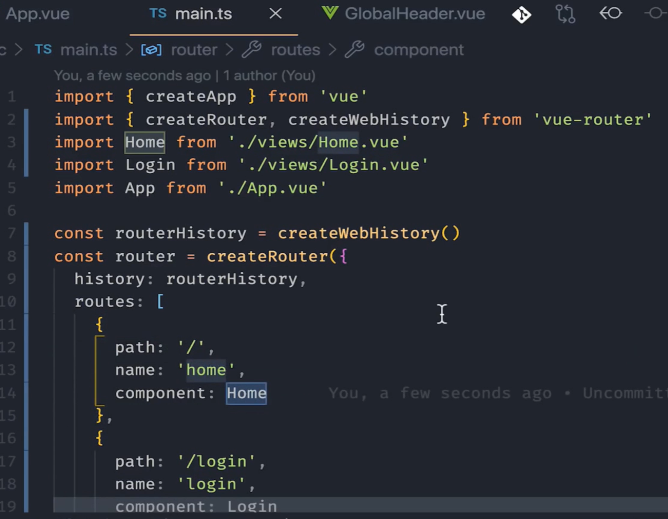 App.vue TS main.ts × GlobalHeader.vue
c > TS main.ts > router > routes > component
You, a few seconds ago | 1 author (You)
1 import { createApp } from 'vue'
2 import { createRouter, createWebHistory } from 'vue-router'
3 import Home from './views/Home.vue'
4 import Login from './views/Login.vue'
5 import App from './App.vue'
6
7 const routerHistory = createWebHistory()
8 const router = createRouter({
9 history: routerHistory,
10 routes: [
11 {
12 path: '/',
13 name: 'home',
14 component: Home You, a few seconds ago • Uncommitt
15 },
16 {
17 path: '/login',
18 name: 'login',
19 component: Login